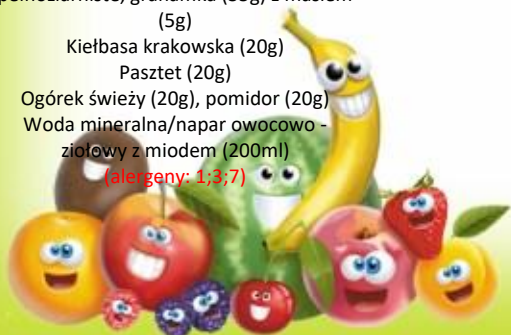 (5g)
Kiełbasa krakowska (20g)
Pasztet (20g)
Ogórek świeży (20g), pomidor (20g)
Woda mineralna/napar owocowo -
ziołowy z miodem (200ml)
(alergeny: 1;3;7)